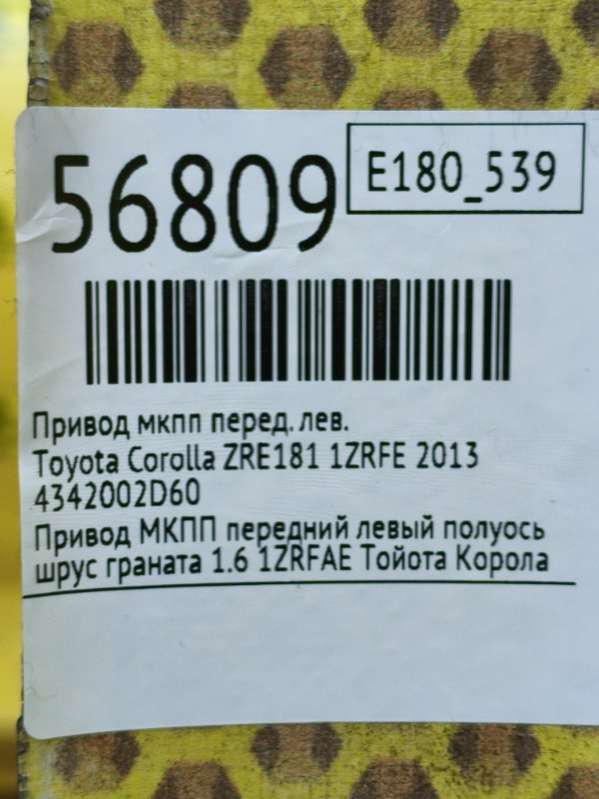 56809
E180_539
Привод мкпп перед. лев.
Toyota Corolla ZRE181 1ZRFE 2013
4342002D60
Привод МКПП передний левый полуось
шрус граната 1.6 1ZRFAE Тойота Корола